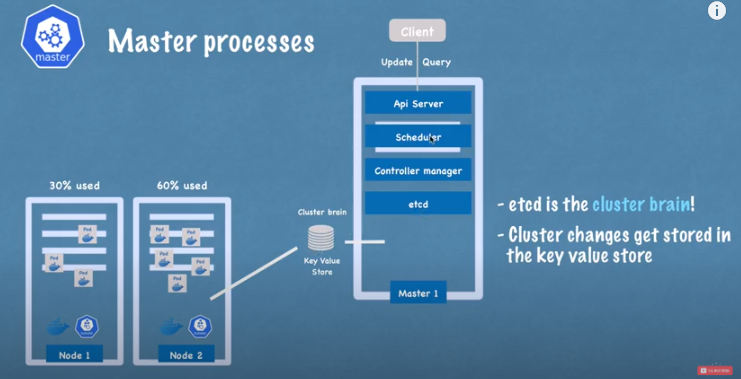 master
Master processes
Client
Update Query
Api Server
Scheduler
Controller manager
etcd
Master 1
30% used
60% used
Pod
Pod
Pod
Pod
Pod
Pod
Pod
Pod
Node 1
Node 2
Cluster brain
Key Value
Store
- etcd is the cluster brain!
- Cluster changes get stored in
the key value store
SUBSCRIBE